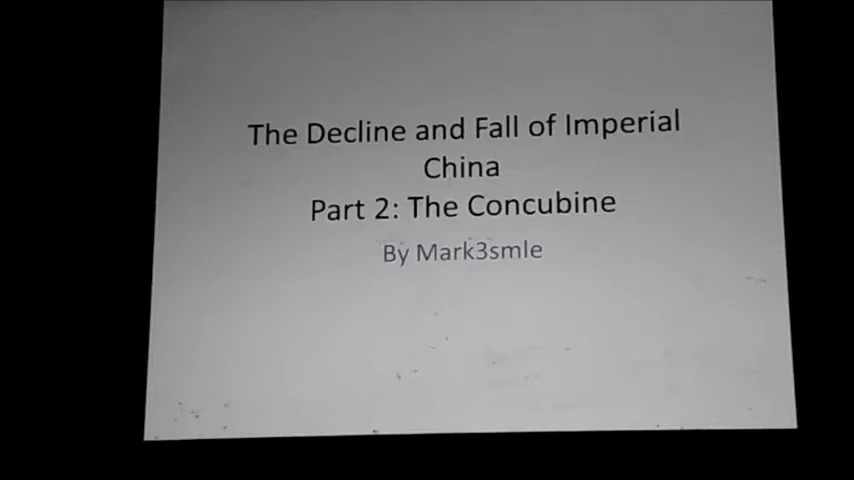 The Decline and Fall of Imperial
China
Part 2: The Concubine
By Mark3smle